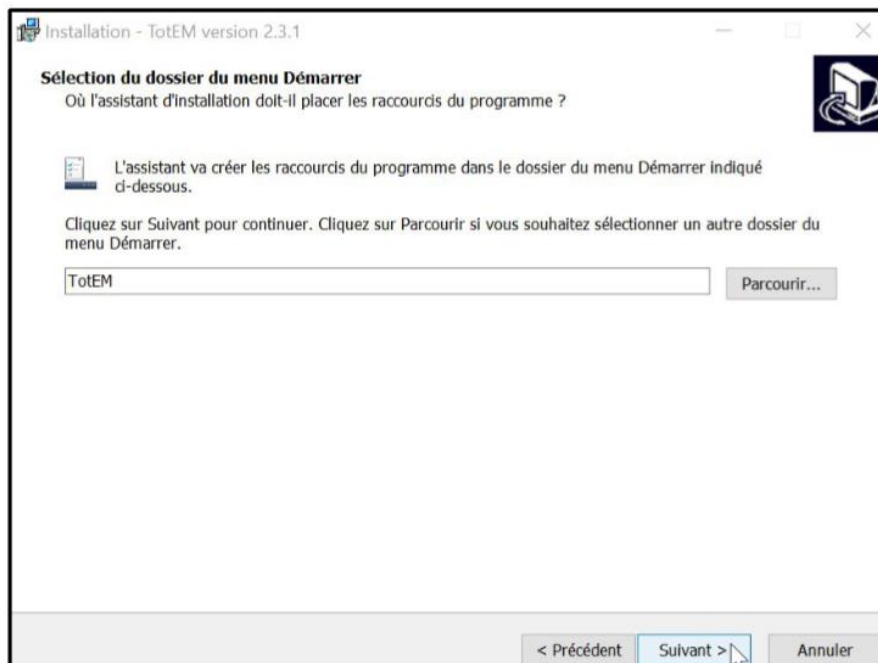 Installation - TotEM version 2.3.1
Sélection du dossier du menu Démarrer
Où l'assistant d'installation doit-il placer les raccourcis du programme ?
L'assistant va créer les raccourcis du programme dans le dossier du menu Démarrer indiqué
ci-dessous.
Cliquez sur Suivant pour continuer. Cliquez sur Parcourir si vous souhaitez sélectionner un autre dossier du
menu Démarrer.
TotEM
Parcourir...
< Précédent
Suivant >
Annuler